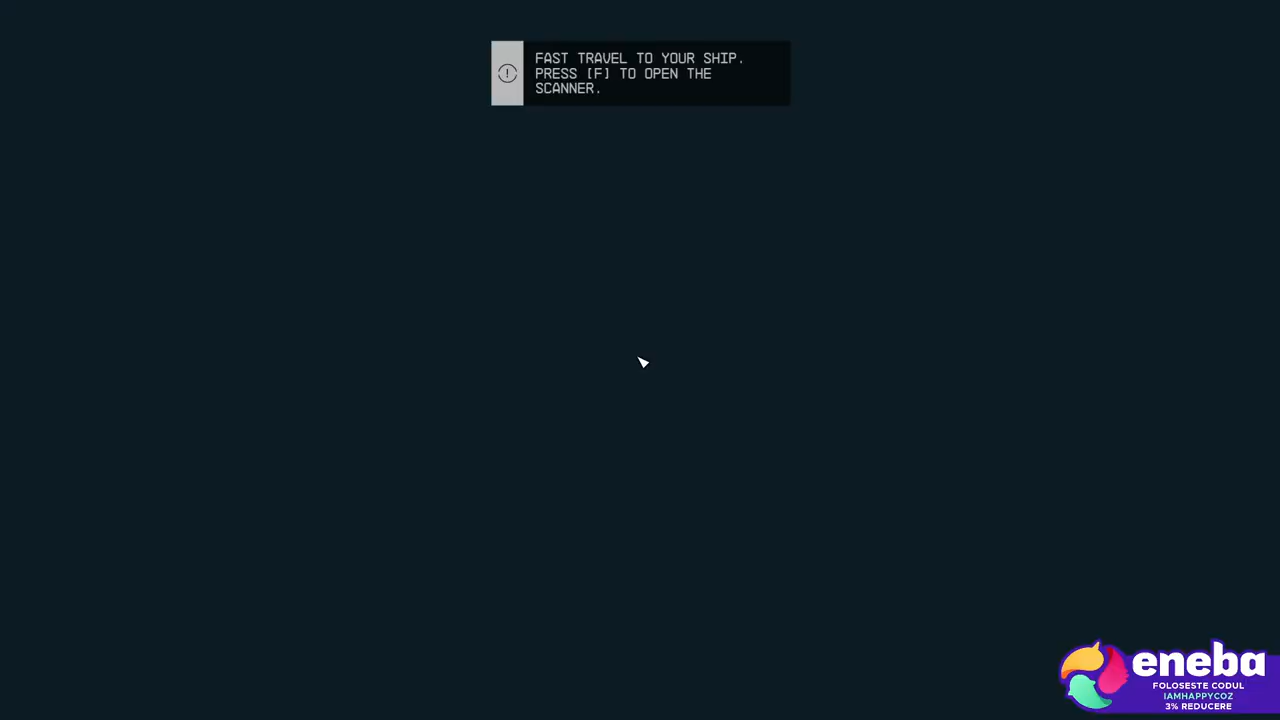 FAST TRAVEL TO YOUR SHIP.
PRESS [F] TO OPEN THE
SCANNER.
eneba
FOLOSESTE CODUL
IAMHAPPYCOZ
3% REDUCERE